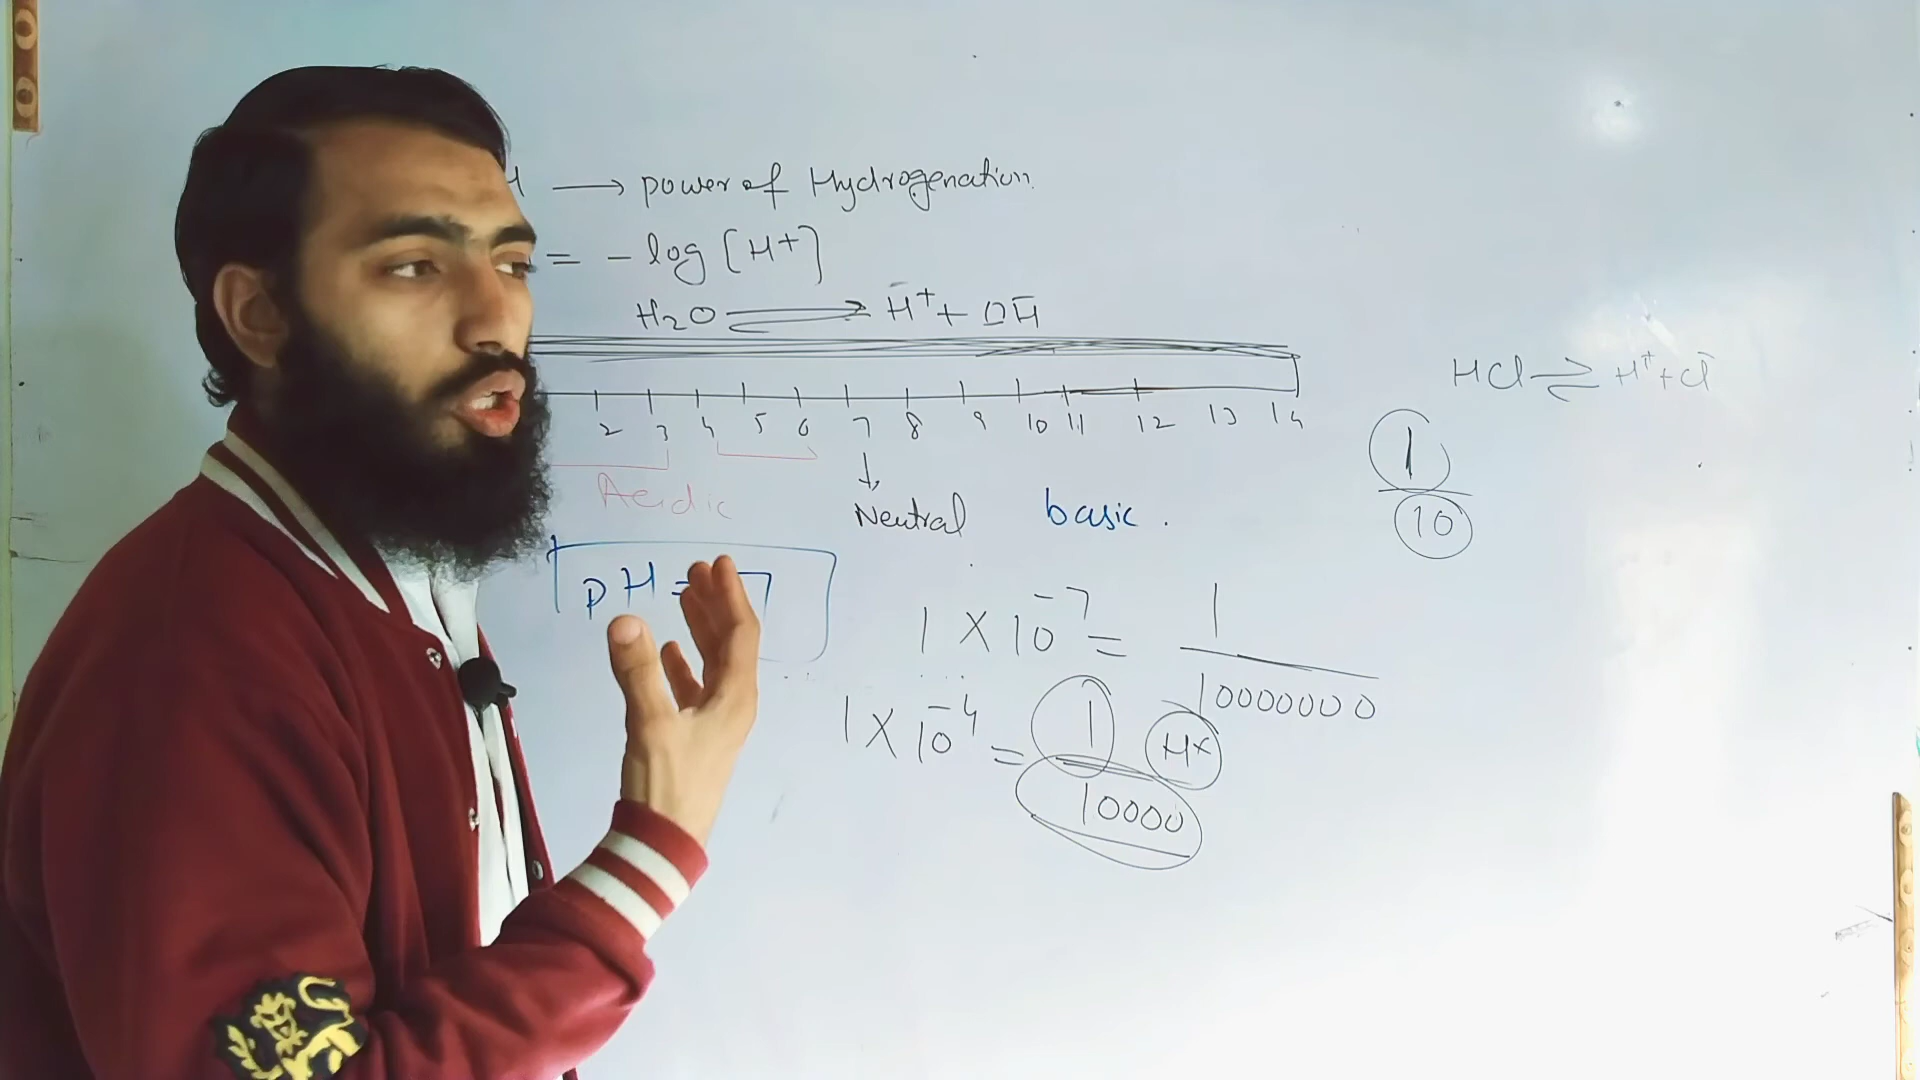 H → power of Hydrogenation.
= - log [H+]
H2O ⇌ H⁺ + OH⁻
HCl ⇌ H⁺ + Cl⁻
2 3 4 5 6 7 8 9 10 11 12 13 14
1
10
Acidic
Neutral
basic.
pH = 7
1 × 10⁻⁷ = 1
10000000
1 × 10⁻⁴ = 1
10000